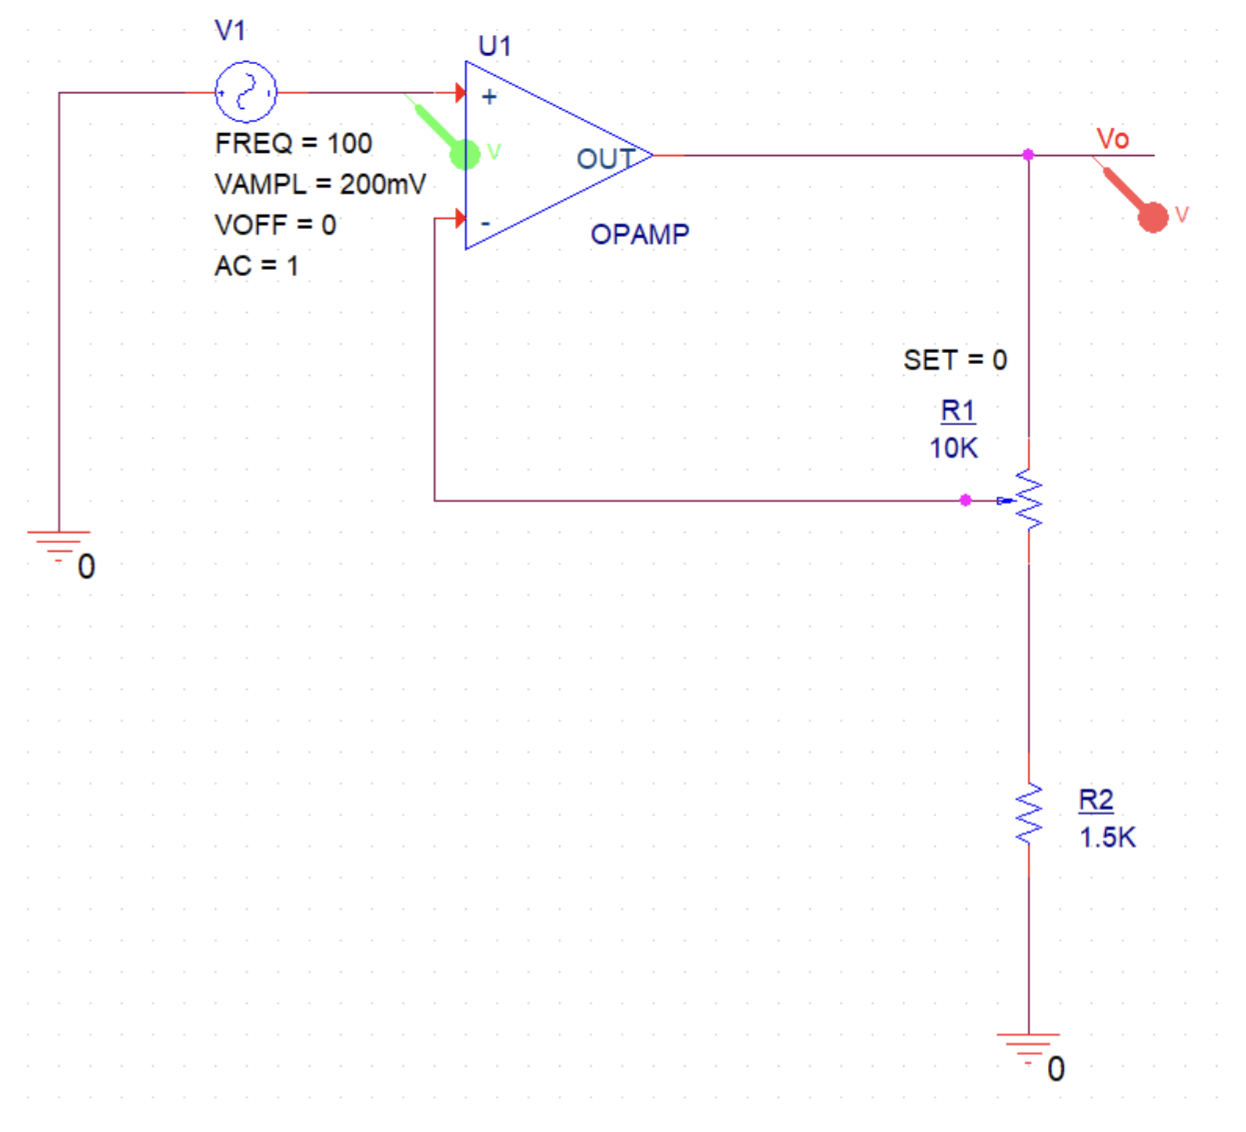 V1
U1
+
FREQ = 100
VAMPL = 200mV
VOFF = 0
AC = 1
V
OUT
-
OPAMP
Vo
V
SET = 0
R1
10K
0
R2
1.5K
0